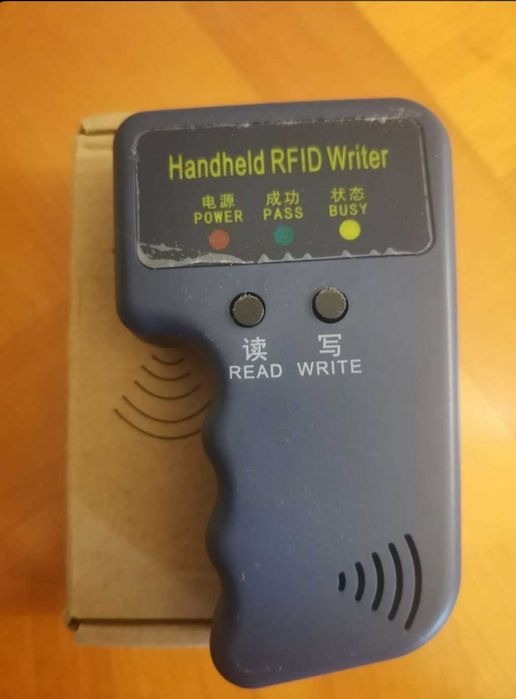 Handheld RFID Writer
电源 成功 状态
POWER PASS BUSY
读 写
READ WRITE